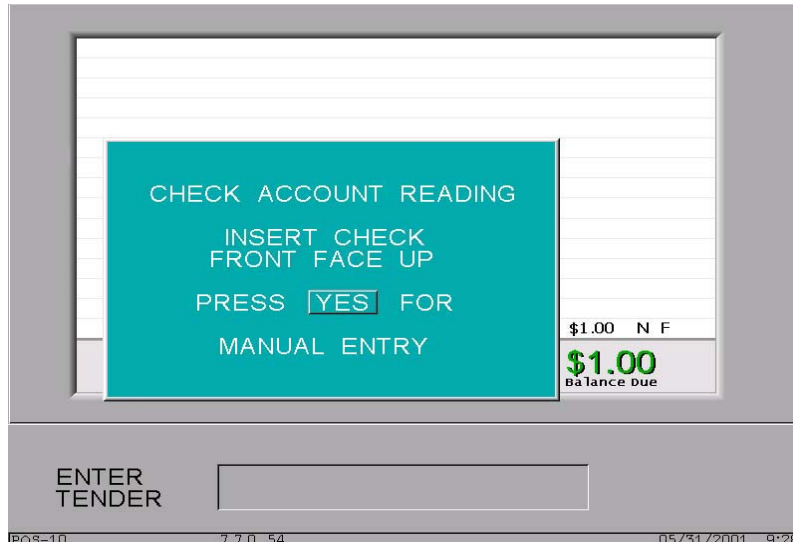 CHECK ACCOUNT READING
INSERT CHECK
FRONT FACE UP
PRESS YES FOR
MANUAL ENTRY
$1.00 N F
$1.00
Balance Due
ENTER
TENDER
POS-10 7.7.0.54 05/31/2001